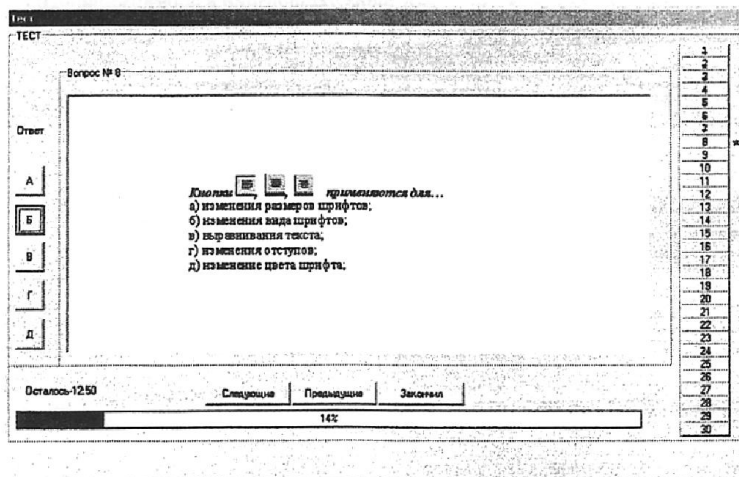 Тест
ТЕСТ
Вопрос № 8
Ответ
А
Б
В
Г
Д
Кнопки , , применяются для...
а) изменения размеров шрифтов;
б) изменения вида шрифтов;
в) выравнивания текста;
г) изменения отступов;
д) изменение цвета шрифта;
Осталось-12:50
Следующие
Предыдущие
Закончил
14%
1
2
3
4
5
6
7
8 *
9
10
11
12
13
14
15
16
17
18
19
20
21
22
23
24
25
26
27
28
29
30